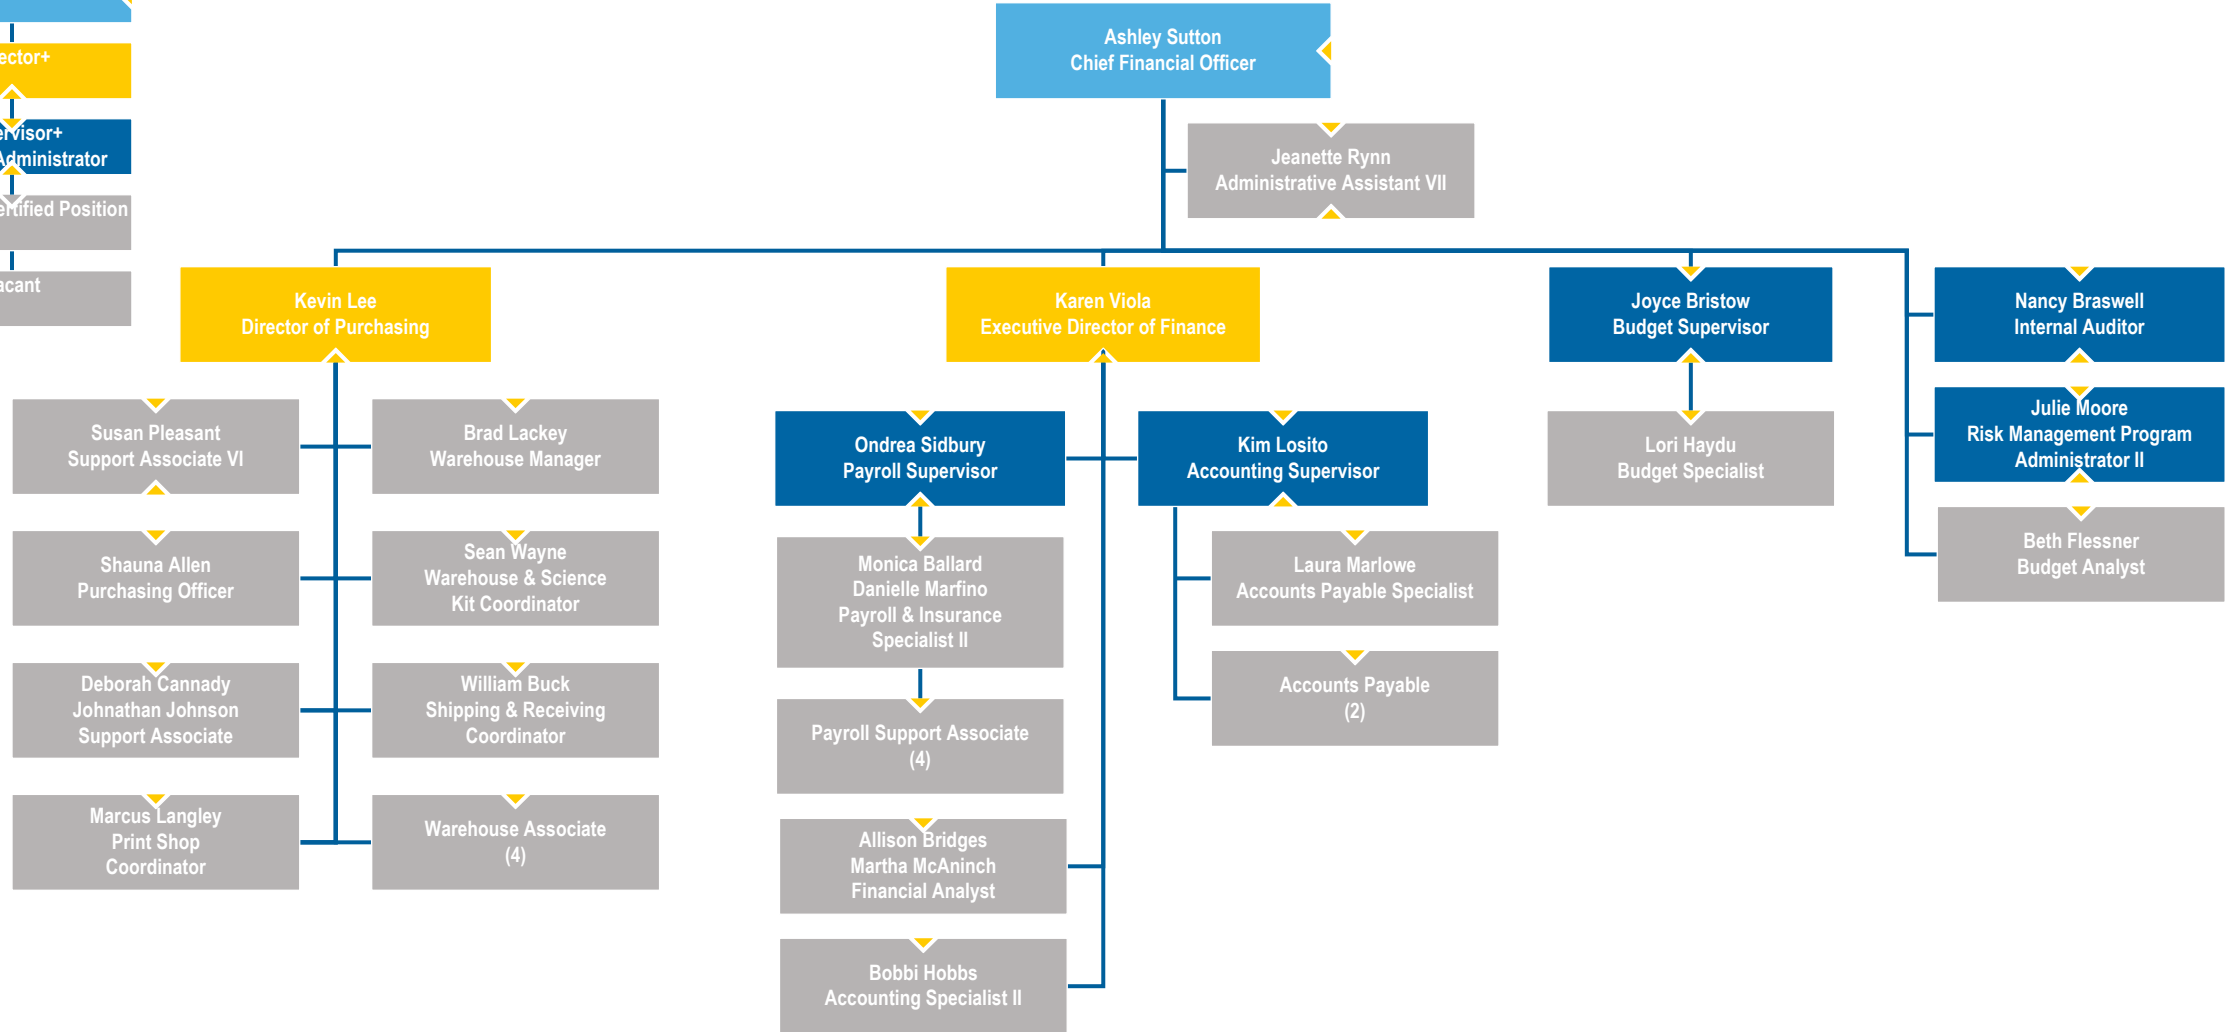 Administrator
Position
Ashley Sutton
Chief Financial Officer
Jeanette Rynn
Administrative Assistant VII
Kevin Lee
Director of Purchasing
Karen Viola
Executive Director of Finance
Joyce Bristow
Budget Supervisor
Nancy Braswell
Internal Auditor
Julie Moore
Risk Management Program
Administrator II
Beth Flessner
Budget Analyst
Susan Pleasant
Support Associate VI
Brad Lackey
Warehouse Manager
Shauna Allen
Purchasing Officer
Sean Wayne
Warehouse & Science
Kit Coordinator
Deborah Cannady
Johnathan Johnson
Support Associate
William Buck
Shipping & Receiving
Coordinator
Marcus Langley
Print Shop
Coordinator
Warehouse Associate
(4)
Ondrea Sidbury
Payroll Supervisor
Kim Losito
Accounting Supervisor
Monica Ballard
Danielle Marfino
Payroll & Insurance
Specialist II
Payroll Support Associate
(4)
Laura Marlowe
Accounts Payable Specialist
Accounts Payable
(2)
Allison Bridges
Martha McAninch
Financial Analyst
Bobbi Hobbs
Accounting Specialist II
Lori Haydu
Budget Specialist